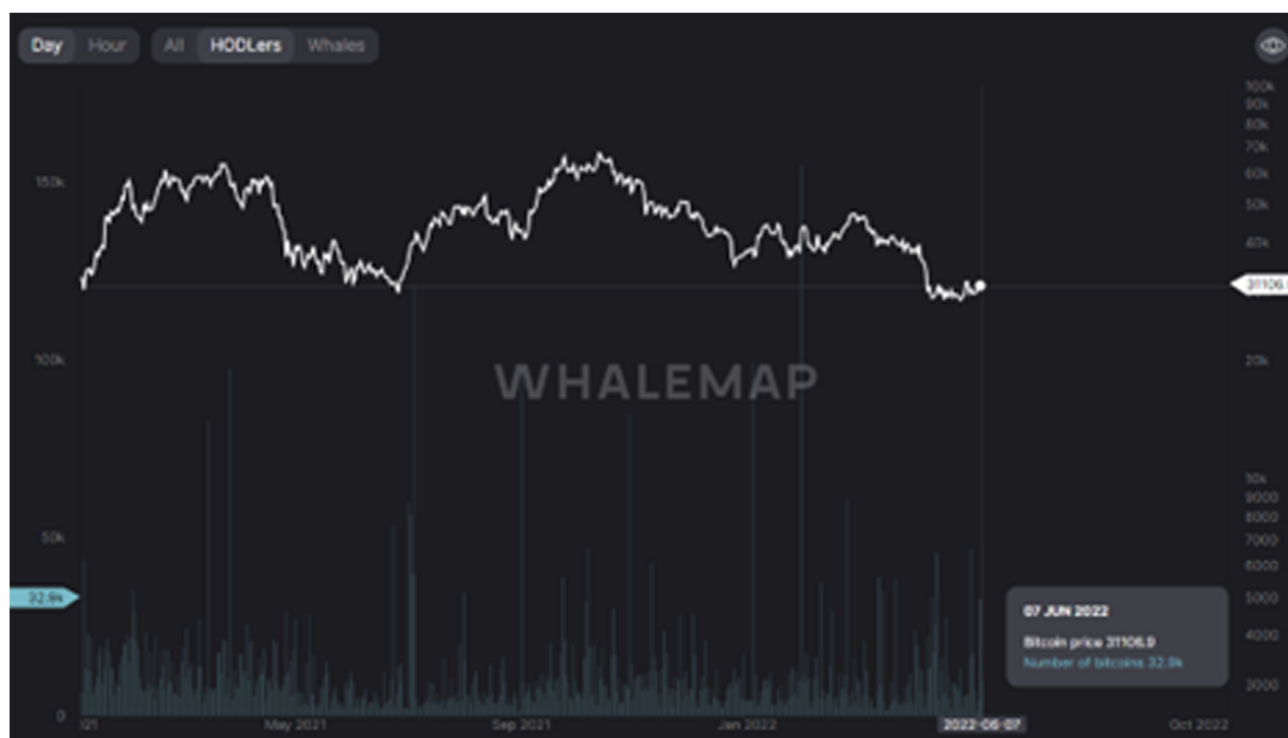 Day Hour All HODLers Whales
100k
90k
80k
70k
150k
60k
50k
40k
31106.9
100k
20k
WHALEMAP
10k
9000
8000
50k
7000
6000
32.9k
5000
07 JUN 2022
4000
Bitcoin price 31106.9
Number of bitcoins 32.9k
3000
0
May 2021 Sep 2021 Jan 2022 2022-06-07 Oct 2022